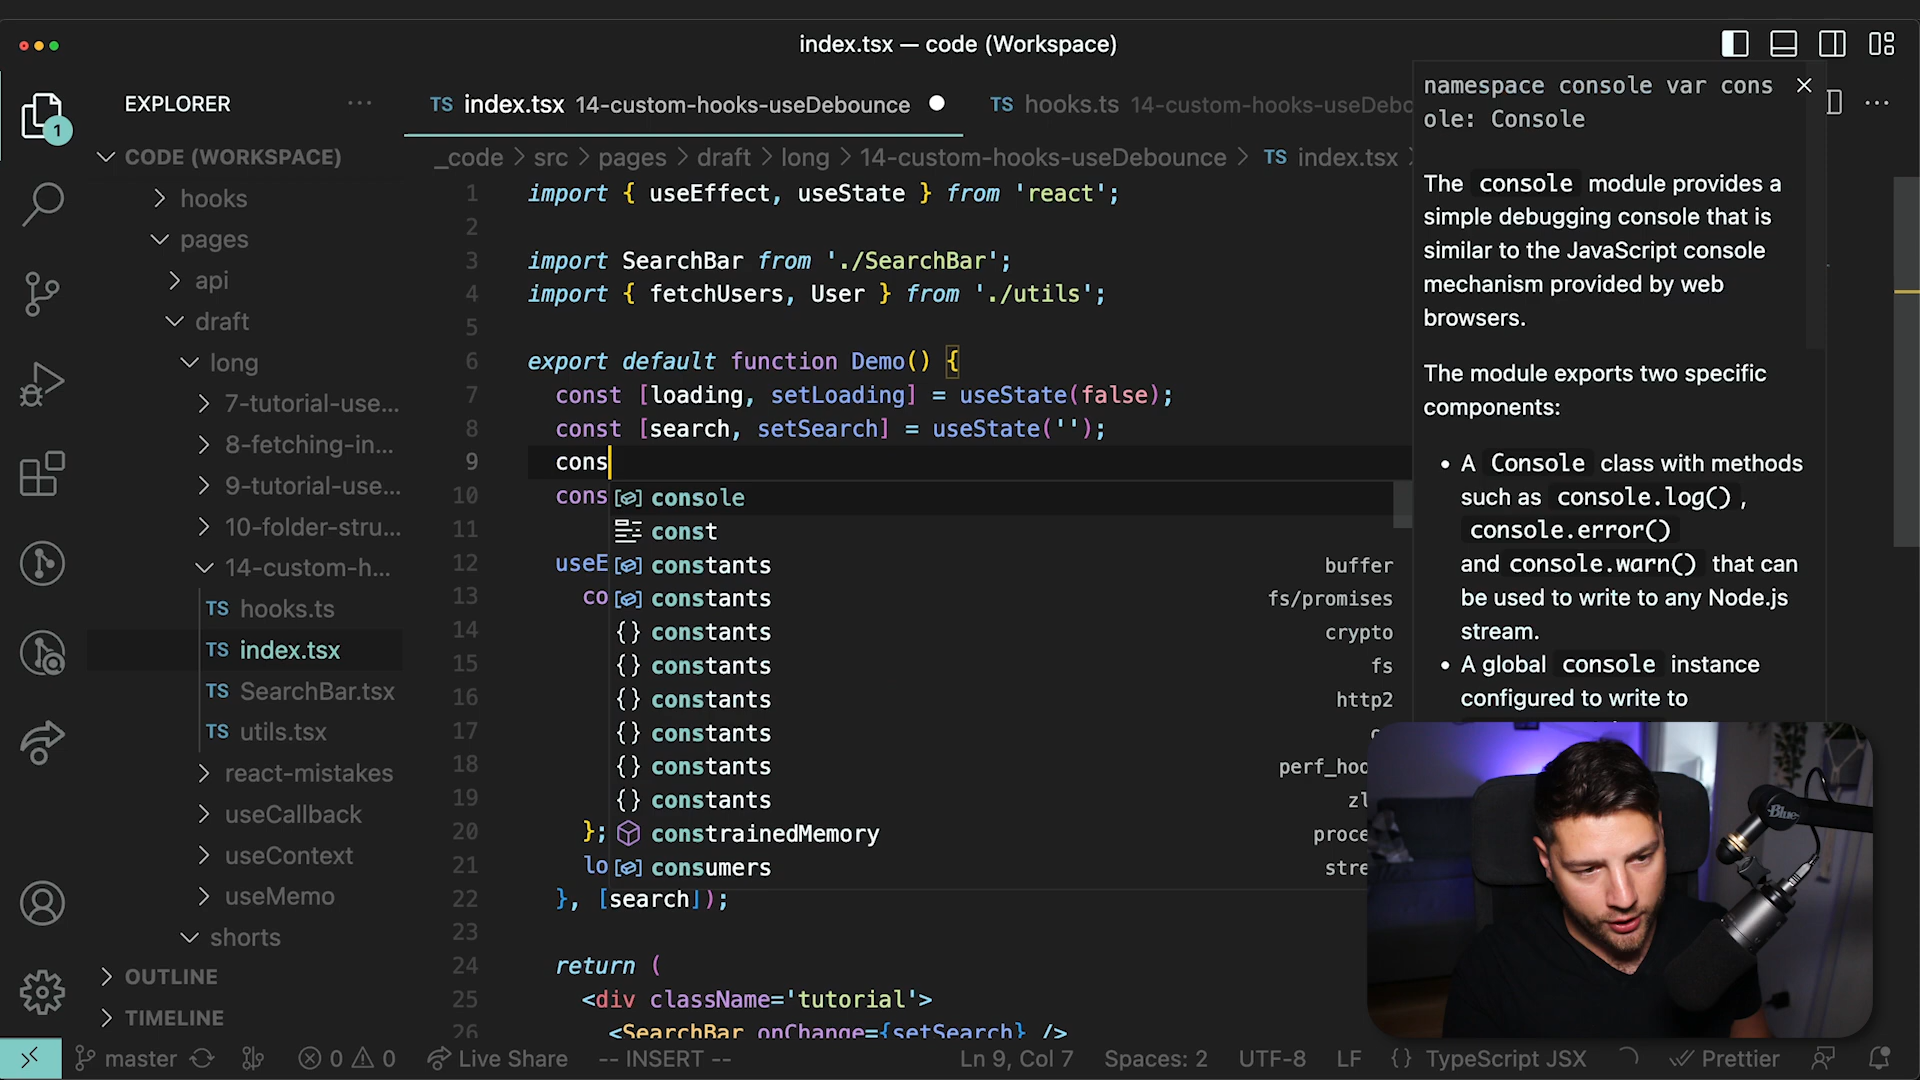 index.tsx — code (Workspace)
EXPLORER
1
CODE (WORKSPACE)
hooks
pages
api
draft
long
7-tutorial-use...
8-fetching-in...
9-tutorial-use...
10-folder-stru...
14-custom-h...
TS hooks.ts
TS index.tsx
TS SearchBar.tsx
TS utils.tsx
react-mistakes
useCallback
useContext
useMemo
shorts
OUTLINE
TIMELINE
TS index.tsx 14-custom-hooks-useDebounce
TS hooks.ts 14-custom-hooks-useDebo
_code > src > pages > draft > long > 14-custom-hooks-useDebounce > TS index.tsx >
1 import { useEffect, useState } from 'react';
2
3 import SearchBar from './SearchBar';
4 import { fetchUsers, User } from './utils';
5
6 export default function Demo() {
7 const [loading, setLoading] = useState(false);
8 const [search, setSearch] = useState('');
9 cons
10 cons
11
12 useE
13 co
14
15
16
17
18
19
20 };
21 lo
22 }, [search]);
23
24 return (
25 <div className='tutorial'>
26 <SearchBar onChange={setSearch} />
console
const
constants buffer
constants fs/promises
{} constants crypto
{} constants fs
{} constants http2
{} constants
{} constants perf_hoo
{} constants zl
constrainedMemory proce
consumers stre
namespace console var cons
ole: Console
The console module provides a
simple debugging console that is
similar to the JavaScript console
mechanism provided by web
browsers.
The module exports two specific
components:
• A Console class with methods
such as console.log() ,
console.error()
and console.warn() that can
be used to write to any Node.js
stream.
• A global console instance
configured to write to
Blue
master 0 0 Live Share -- INSERT -- Ln 9, Col 7 Spaces: 2 UTF-8 LF {} TypeScript JSX Prettier